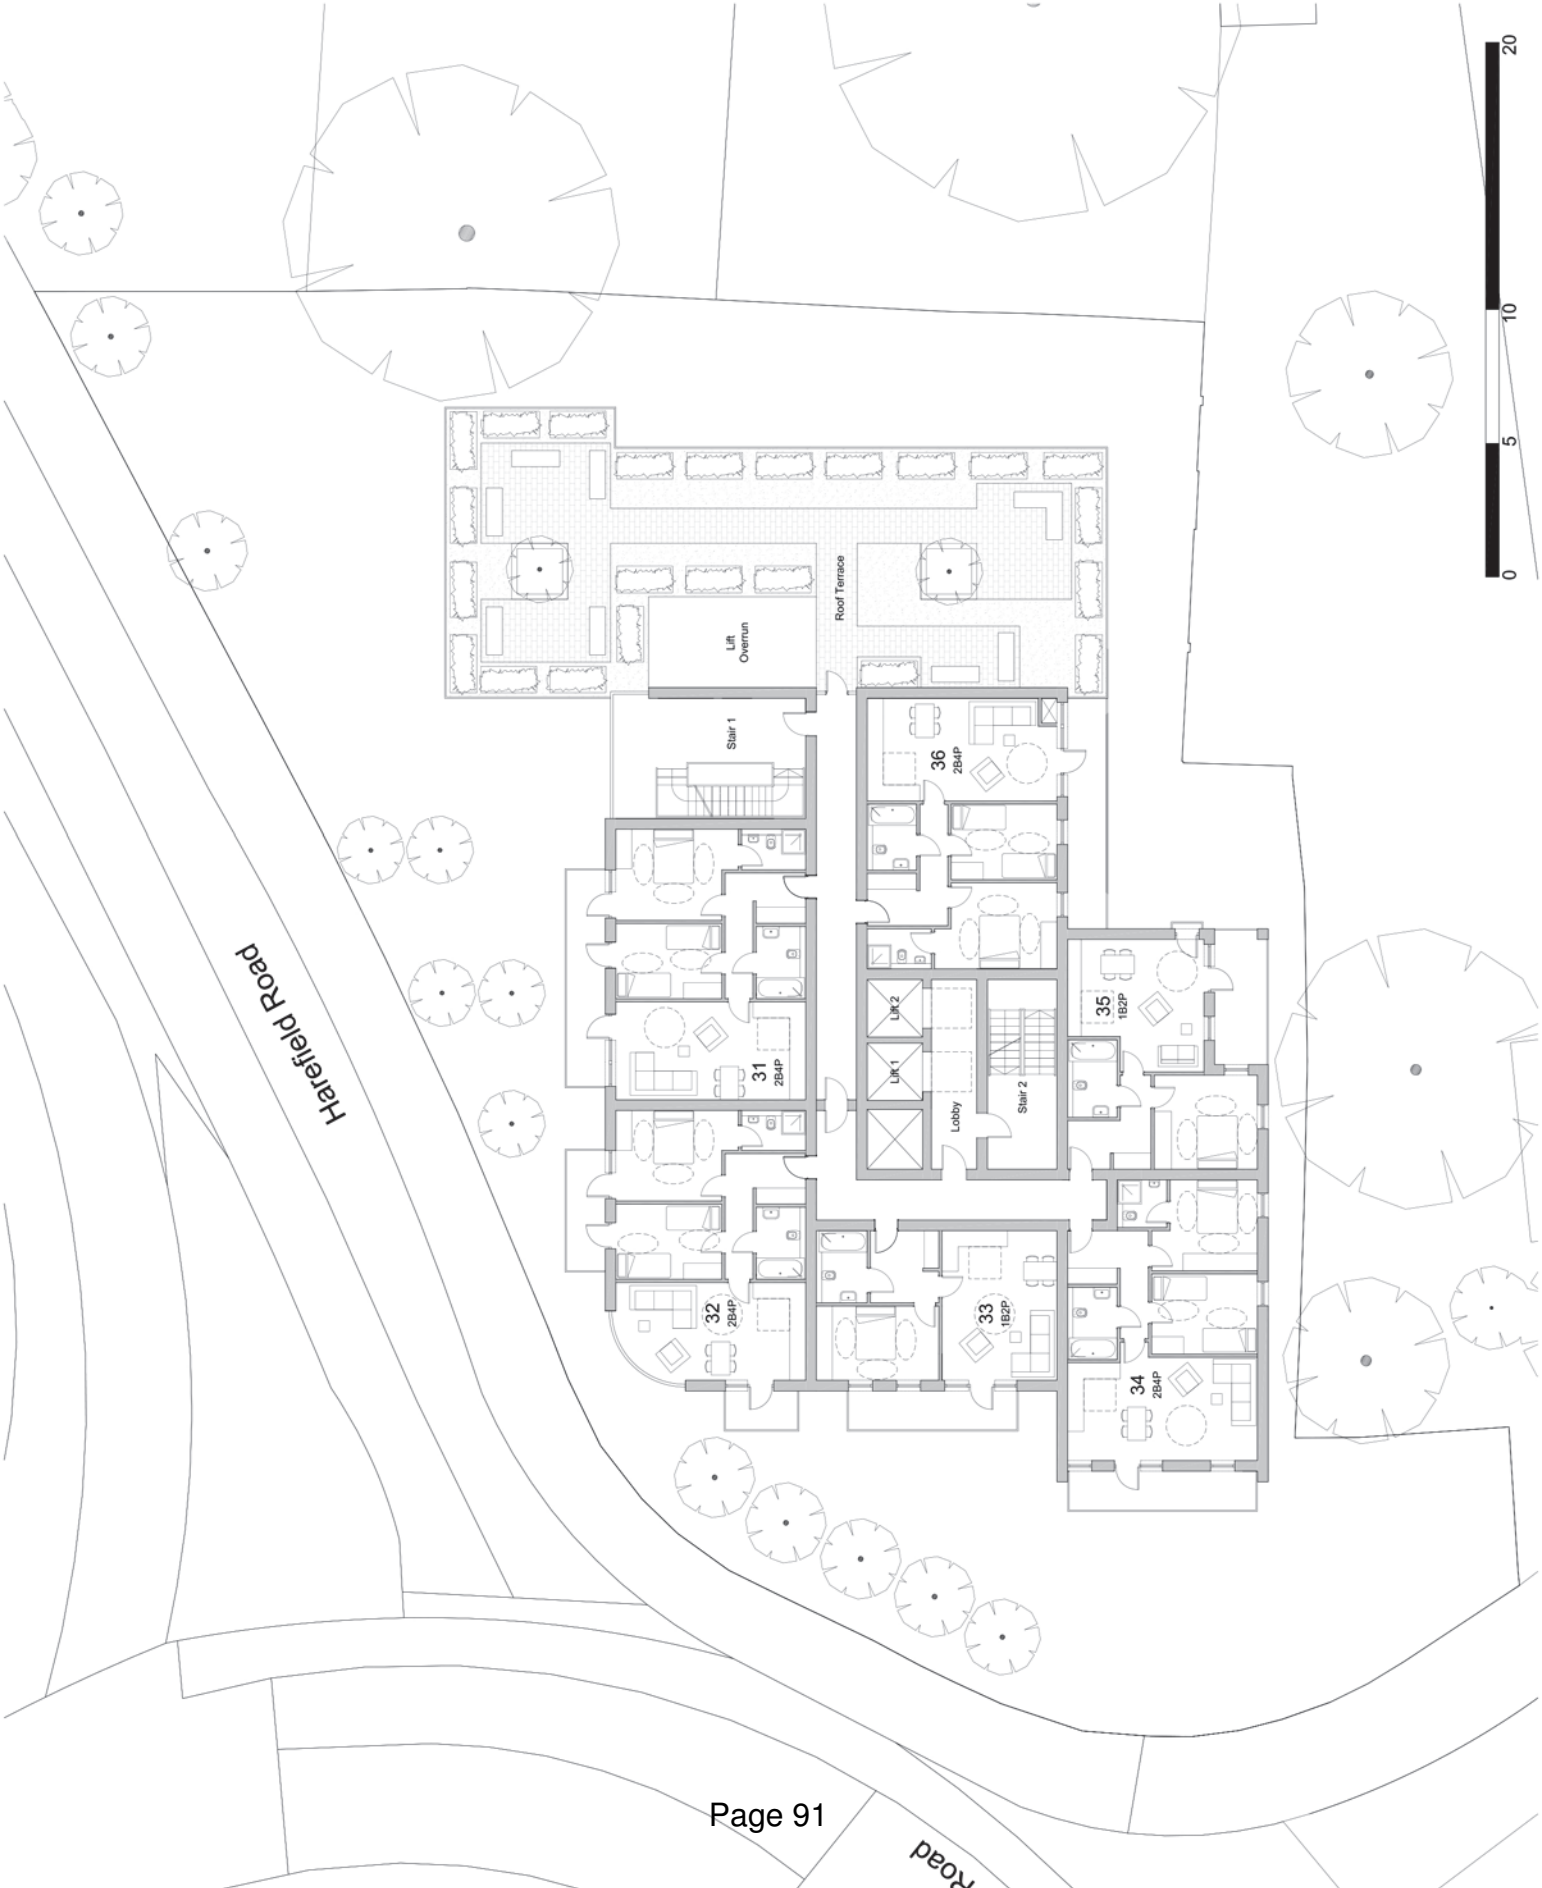 20
10
5
0
Roof Terrace
Lift
Overrun
Stair 1
36
2B4P
Harefield Road
35
1B2P
Lift 2
Lift 1
31
2B4P
Stair 2
Lobby
32
2B4P
33
1B2P
34
2B4P
Page 91
Road